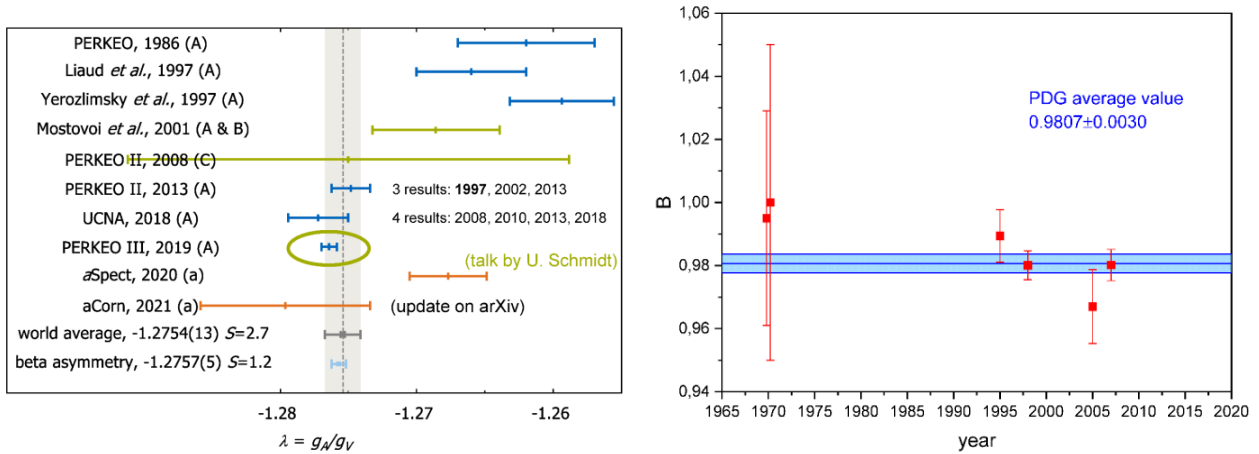 PERKEO, 1986 (A)
Liaud et al., 1997 (A)
Yerozlimsky et al., 1997 (A)
Mostovoi et al., 2001 (A & B)
PERKEO II, 2008 (C)
PERKEO II, 2013 (A)
3 results: 1997, 2002, 2013
UCNA, 2018 (A)
4 results: 2008, 2010, 2013, 2018
PERKEO III, 2019 (A)
(talk by U. Schmidt)
aSpect, 2020 (a)
aCorn, 2021 (a)
(update on arXiv)
world average, -1.2754(13) S=2.7
beta asymmetry, -1.2757(5) S=1.2
-1.28
-1.27
-1.26
λ = gA/gV
1,06
1,04
1,02
1,00
0,98
0,96
0,94
B
PDG average value
0.9807±0.0030
1965 1970 1975 1980 1985 1990 1995 2000 2005 2010 2015 2020
year